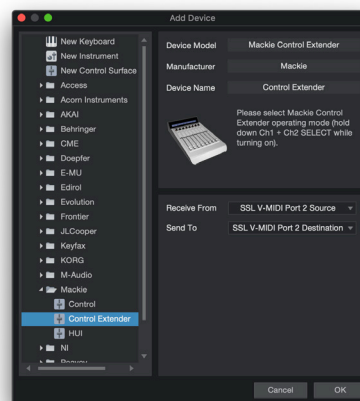 Add Device
New Keyboard
New Instrument
New Control Surface
Access
Acorn Instruments
AKAI
Behringer
CME
Doepfer
E-MU
Edirol
Evolution
Frontier
JLCooper
Keyfax
KORG
M-Audio
Mackie
Control
Control Extender
HUI
NI
Device Model
Mackie Control Extender
Manufacturer
Mackie
Device Name
Control Extender
Please select Mackie Control
Extender operating mode (hold
down Ch1 + Ch2 SELECT while
turning on).
Receive From
SSL V-MIDI Port 2 Source
Send To
SSL V-MIDI Port 2 Destination
Cancel
OK